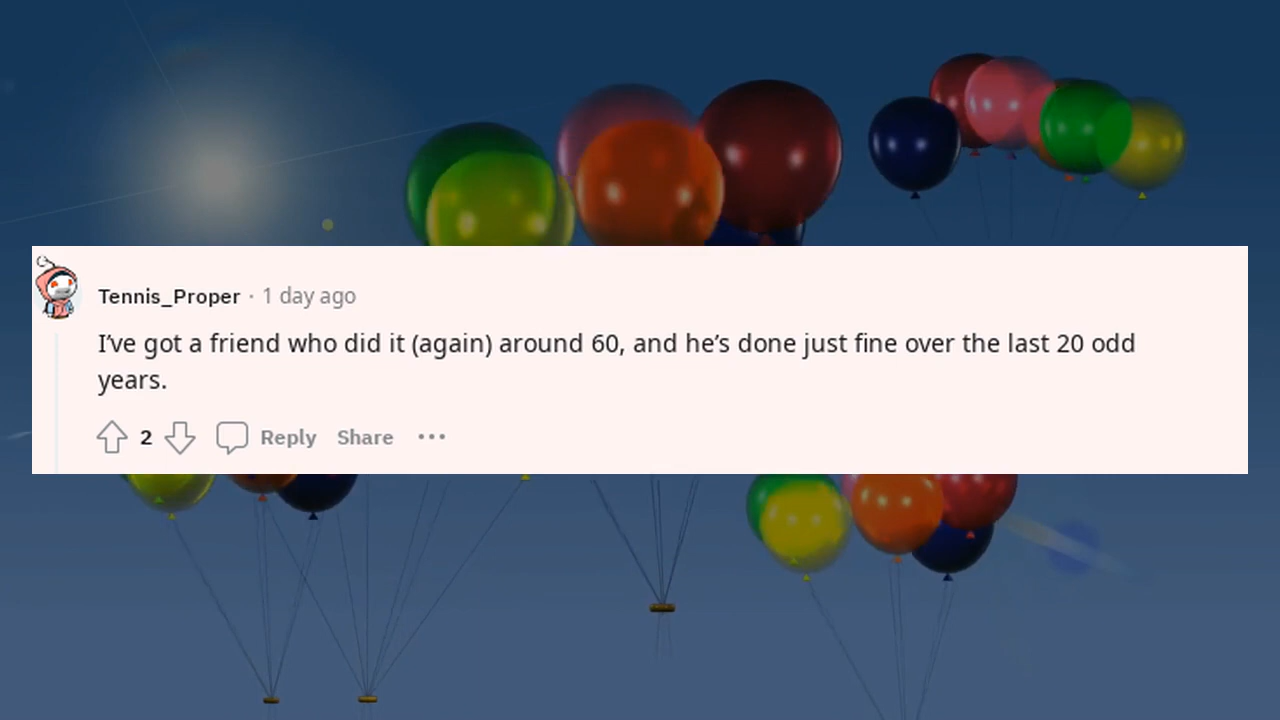 Tennis_Proper · 1 day ago
I’ve got a friend who did it (again) around 60, and he’s done just fine over the last 20 odd
years.
2 Reply Share •••